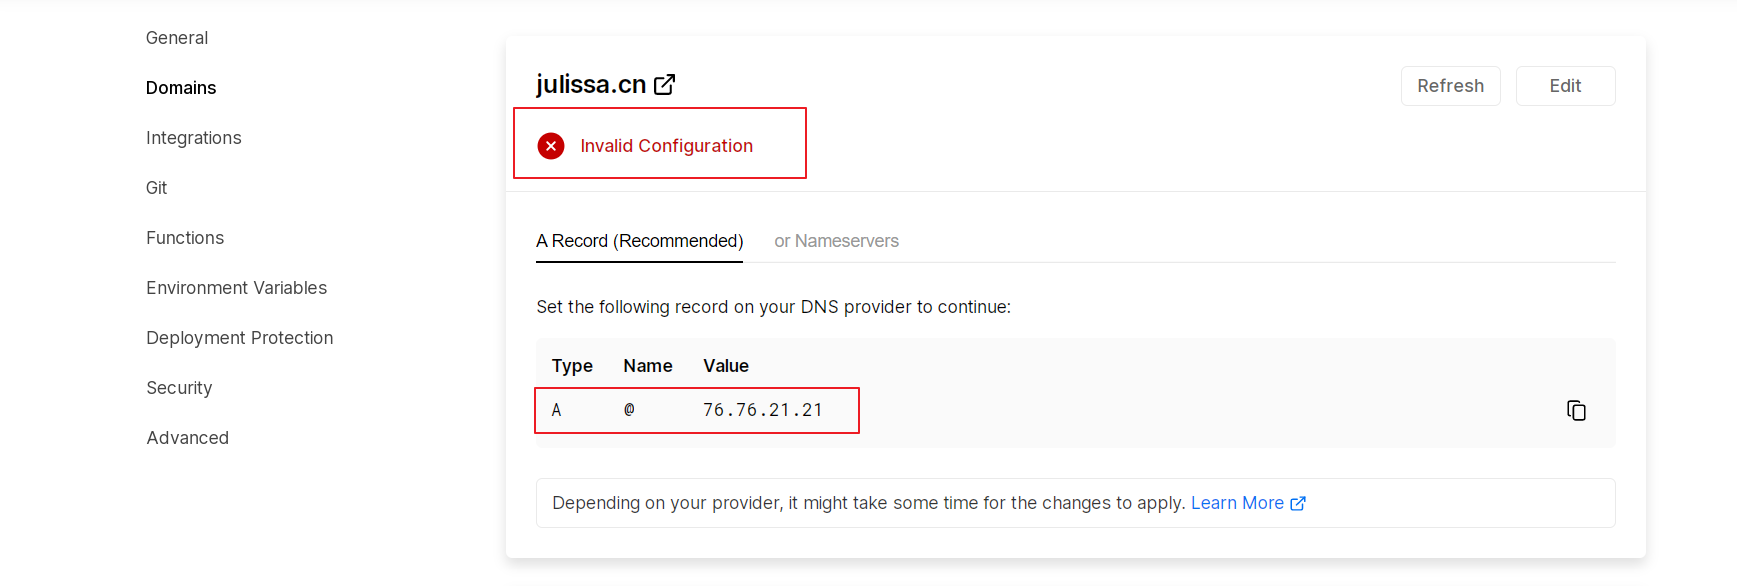 General
Domains
Integrations
Git
Functions
Environment Variables
Deployment Protection
Security
Advanced
julissa.cn
Refresh
Edit
Invalid Configuration
A Record (Recommended)
or Nameservers
Set the following record on your DNS provider to continue:
Type Name Value
A @ 76.76.21.21
Depending on your provider, it might take some time for the changes to apply. Learn More